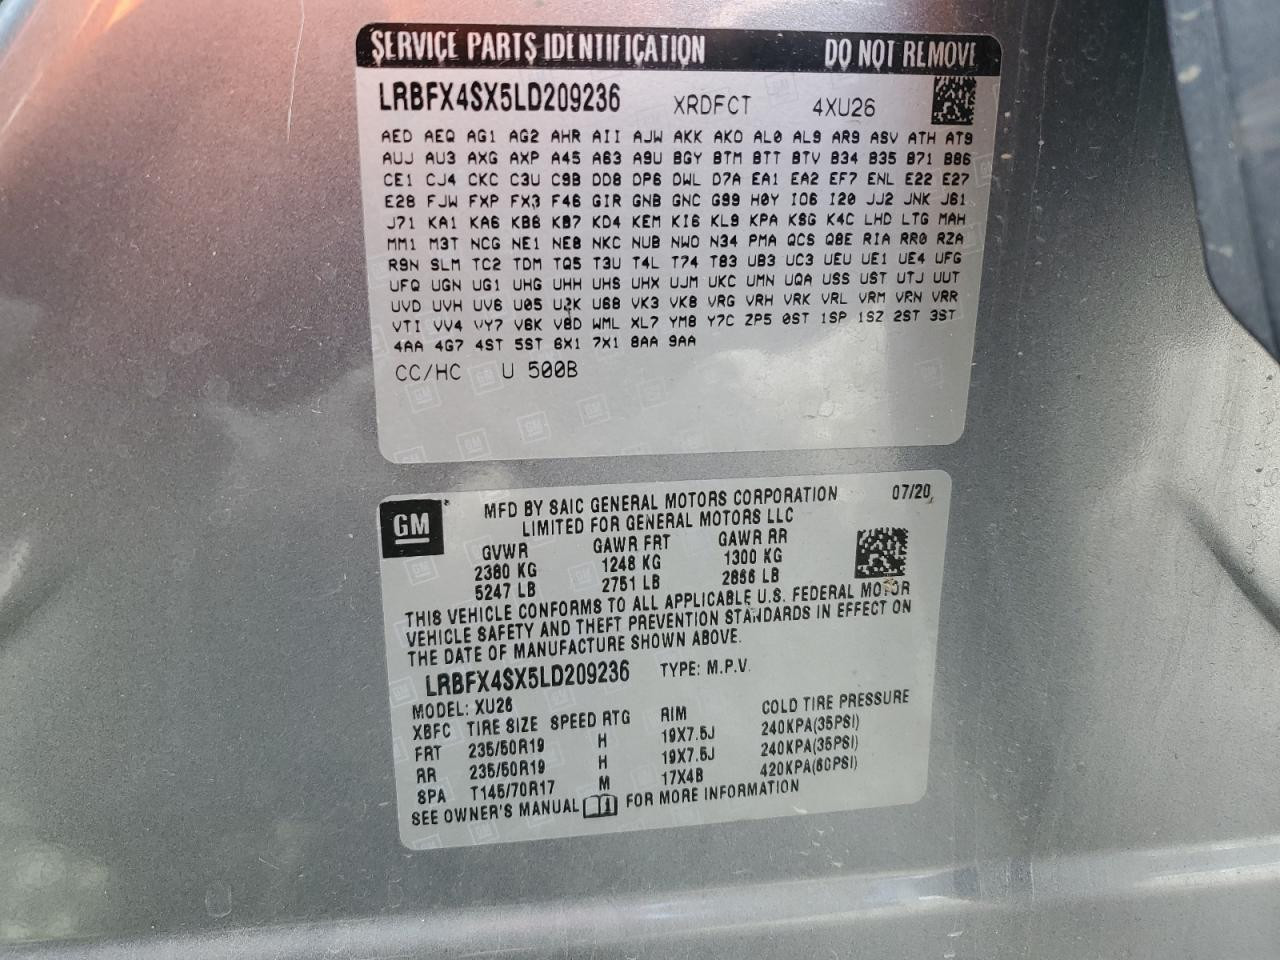 SERVICE PARTS IDENTIFICATION DO NOT REMOVE
LRBFX4SX5LD209236 XRDFCT 4XU26
AED AEQ AG1 AG2 AHR AII AJW AKK AKO AL0 AL9 AR9 ASV ATH AT9
AUJ AU3 AXG AXP A45 A63 A9U BGY BTM BTT BTV B34 B35 B71 B86
CE1 CJ4 CKC C3U C9B DD8 DP6 DWL D7A EA1 EA2 EF7 ENL E22 E27
E28 FJW FXP FX3 F46 GIR GNB GNC G99 H0Y IO6 I20 JJ2 JNK J61
J71 KA1 KA6 KB6 KB7 KD4 KEM KI6 KL9 KPA KSG K4C LHD LTG MAH
MM1 M3T NCG NE1 NE8 NKC NUB NWO N34 PMA QCS Q8E RIA RR0 RZA
R9N SLM TC2 TDM TQ5 T3U T4L T74 T83 UB3 UC3 UEU UE1 UE4 UFG
UFQ UGN UG1 UHG UHH UHS UHX UJM UKC UMN UQA USS UST UTJ UUT
UVD UVH UV6 U05 U2K U68 VK3 VK8 VRG VRH VRK VRL VRM VRN VRR
VTI VV4 VY7 V6K V8D WML XL7 YM8 Y7C ZP5 0ST 1SP 1SZ 2ST 3ST
4AA 4G7 4ST 5ST 6X1 7X1 8AA 9AA
CC/HC U 500B
GM
MFD BY SAIC GENERAL MOTORS CORPORATION 07/20
LIMITED FOR GENERAL MOTORS LLC
GVWR GAWR FRT GAWR RR
2380 KG 1248 KG 1300 KG
5247 LB 2751 LB 2866 LB
THIS VEHICLE CONFORMS TO ALL APPLICABLE U.S. FEDERAL MOTOR
VEHICLE SAFETY AND THEFT PREVENTION STANDARDS IN EFFECT ON
THE DATE OF MANUFACTURE SHOWN ABOVE.
LRBFX4SX5LD209236 TYPE: M.P.V.
MODEL: XU26
XBFC TIRE SIZE SPEED RTG RIM COLD TIRE PRESSURE
FRT 235/50R19 H 19X7.5J 240KPA(35PSI)
RR 235/50R19 H 19X7.5J 240KPA(35PSI)
SPA T145/70R17 M 17X4B 420KPA(60PSI)
SEE OWNER'S MANUAL FOR MORE INFORMATION